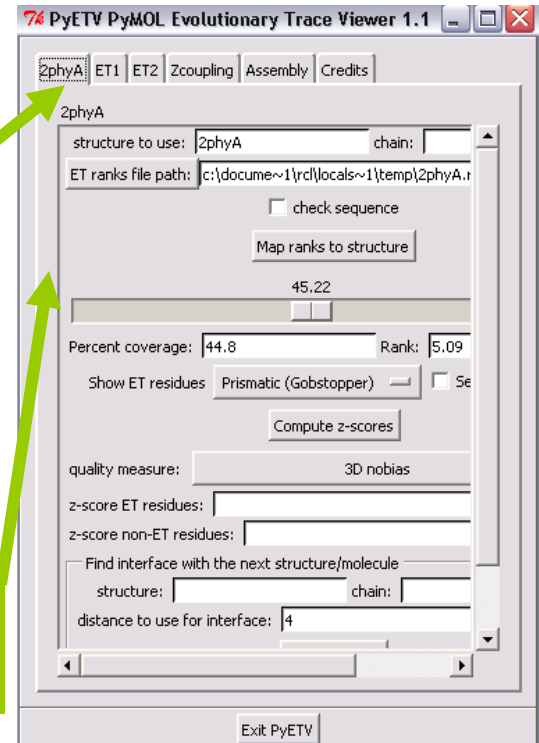 PyETV PyMOL Evolutionary Trace Viewer 1.1
2phyA ET1 ET2 Zcoupling Assembly Credits
2phyA
structure to use: 2phyA chain:
ET ranks file path: c:\docume~1\rcl\locals~1\temp\2phyA.r
check sequence
Map ranks to structure
45.22
Percent coverage: 44.8 Rank: 5.09
Show ET residues Prismatic (Gobstopper) Se
Compute z-scores
quality measure: 3D nobias
z-score ET residues:
z-score non-ET residues:
Find interface with the next structure/molecule
structure: chain:
distance to use for interface: 4
Exit PyETV